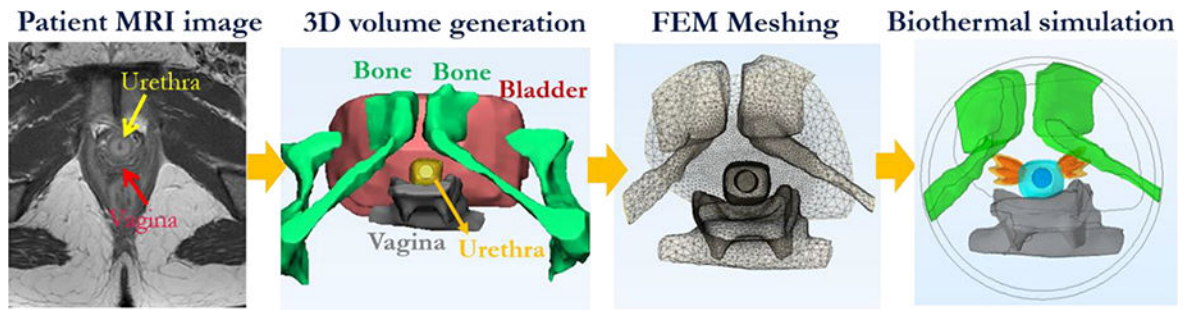 Patient MRI image
3D volume generation
FEM Meshing
Biothermal simulation
Urethra
Vagina
Bone
Bone
Bladder
Vagina
Urethra